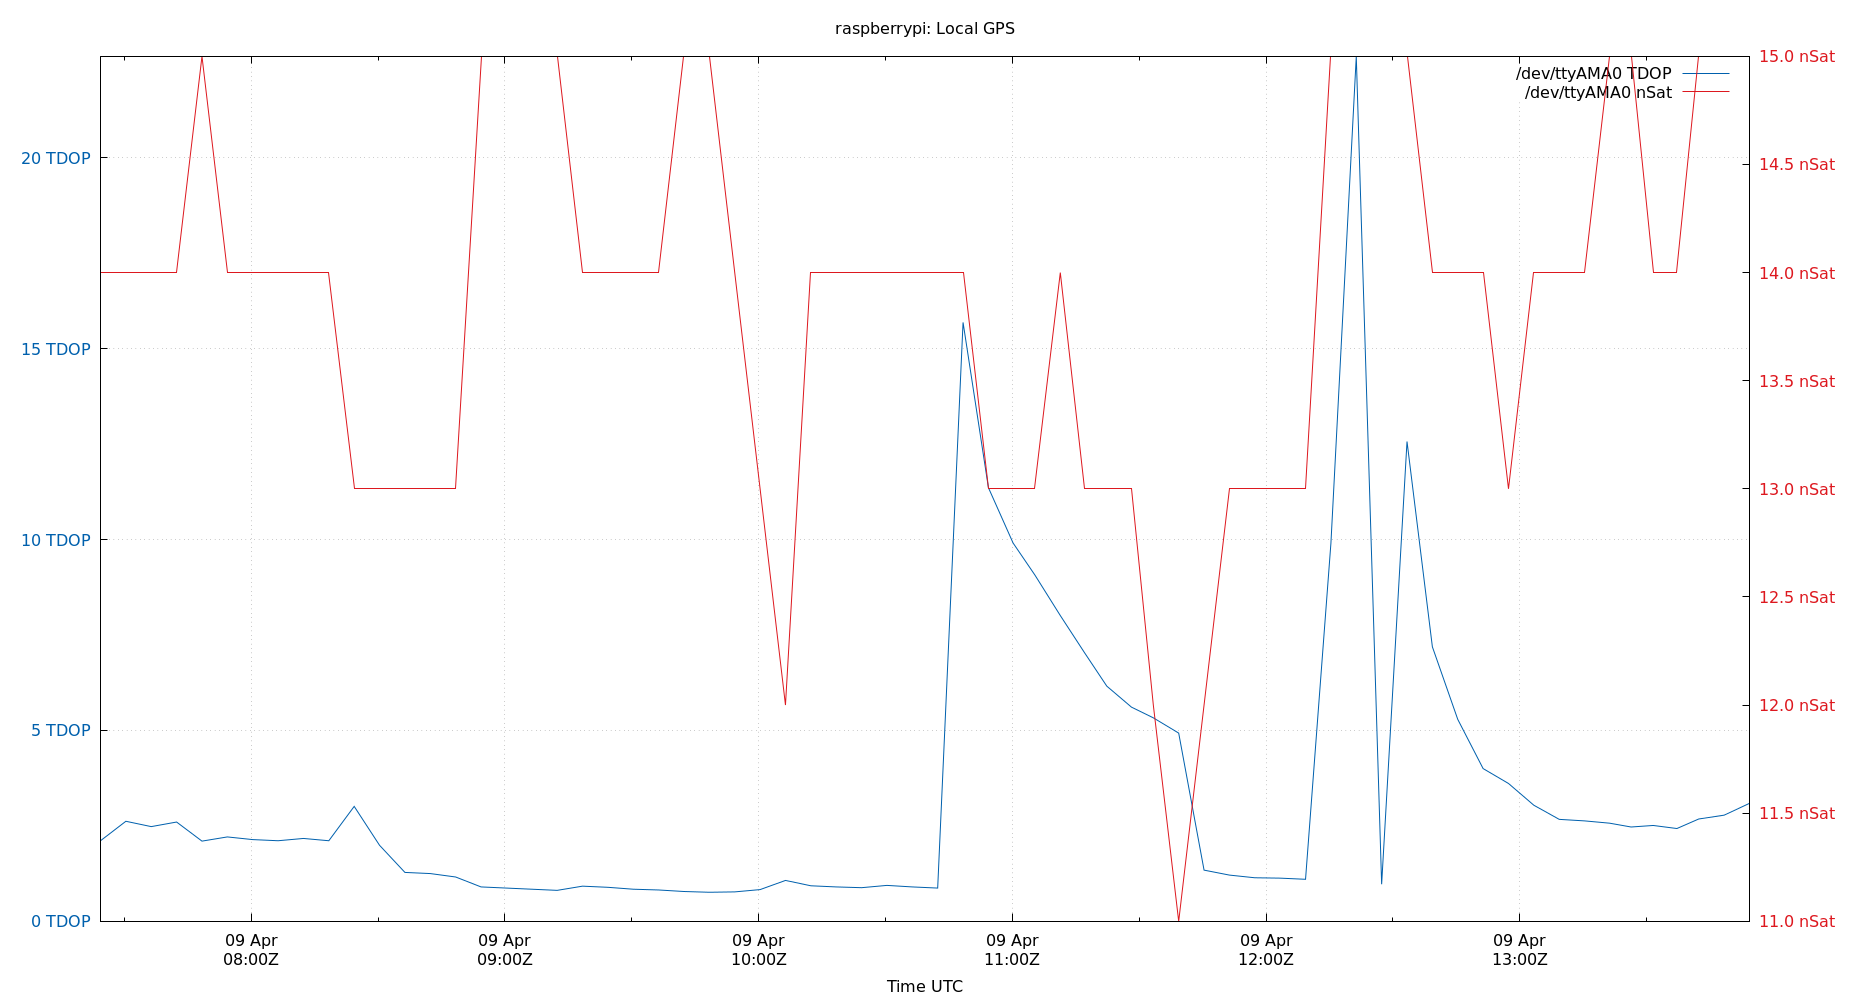 raspberrypi: Local GPS
15.0 nSat
/dev/ttyAMA0 TDOP
/dev/ttyAMA0 nSat
20 TDOP
14.5 nSat
14.0 nSat
15 TDOP
13.5 nSat
13.0 nSat
10 TDOP
12.5 nSat
12.0 nSat
5 TDOP
11.5 nSat
0 TDOP
11.0 nSat
09 Apr 09 Apr 09 Apr 09 Apr 09 Apr 09 Apr
08:00Z 09:00Z 10:00Z 11:00Z 12:00Z 13:00Z
Time UTC